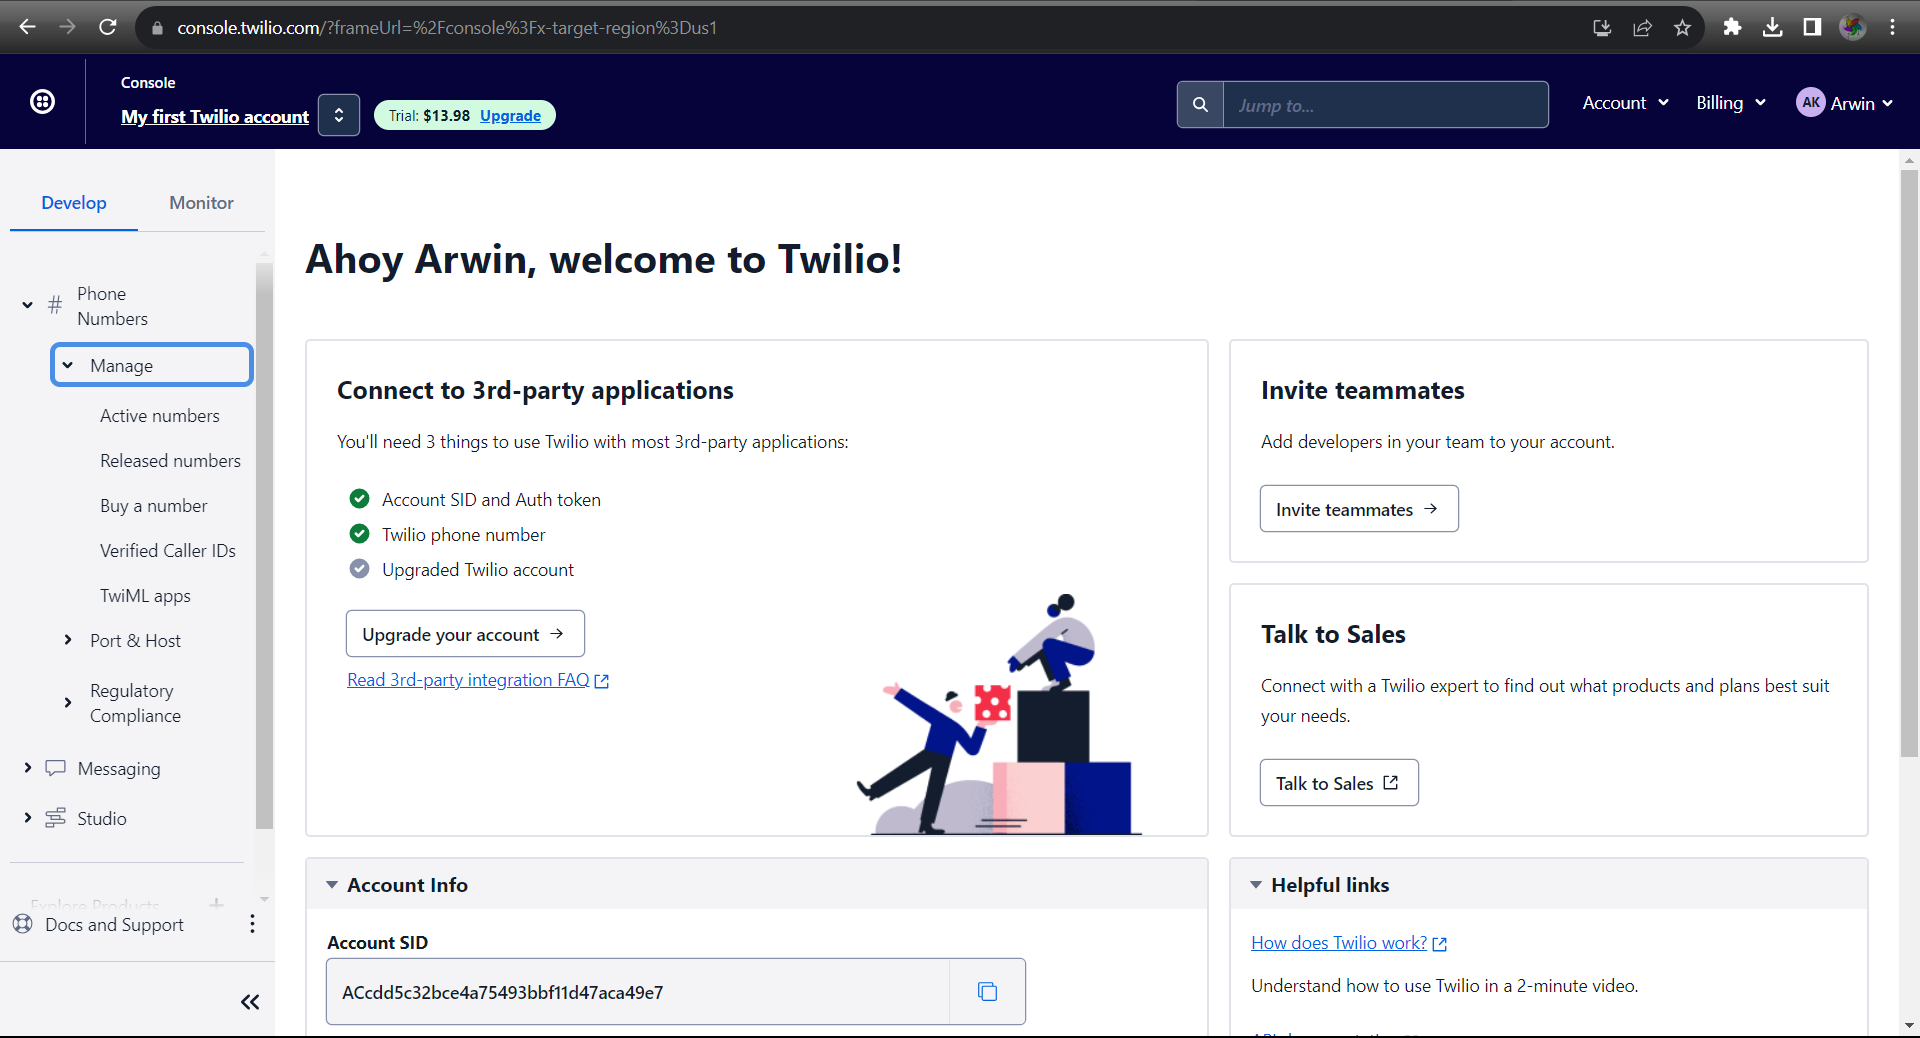 console.twilio.com/?frameUrl=%2Fconsole%3Fx-target-region%3Dus1
Console
My first Twilio account
Trial: $13.98 Upgrade
Jump to...
Account
Billing
AK Arwin
Develop
Monitor
Phone
Numbers
Manage
Active numbers
Released numbers
Buy a number
Verified Caller IDs
TwiML apps
Port & Host
Regulatory
Compliance
Messaging
Studio
Explore Products
Docs and Support
Ahoy Arwin, welcome to Twilio!
Connect to 3rd-party applications
You'll need 3 things to use Twilio with most 3rd-party applications:
Account SID and Auth token
Twilio phone number
Upgraded Twilio account
Upgrade your account
Read 3rd-party integration FAQ
Invite teammates
Add developers in your team to your account.
Invite teammates
Talk to Sales
Connect with a Twilio expert to find out what products and plans best suit
your needs.
Talk to Sales
Account Info
Account SID
ACcdd5c32bce4a75493bbf11d47aca49e7
Helpful links
How does Twilio work?
Understand how to use Twilio in a 2-minute video.